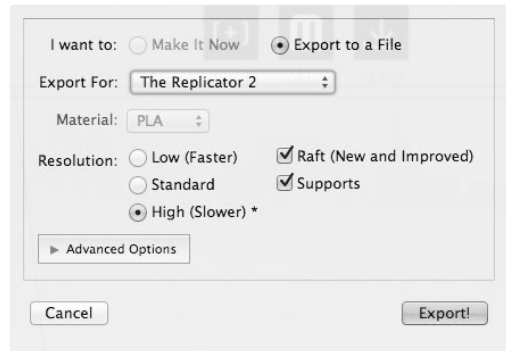 I want to: Make It Now Export to a File
Export For: The Replicator 2
Material: PLA
Resolution: Low (Faster) Raft (New and Improved)
Standard Supports
High (Slower) *
Advanced Options
Cancel Export!